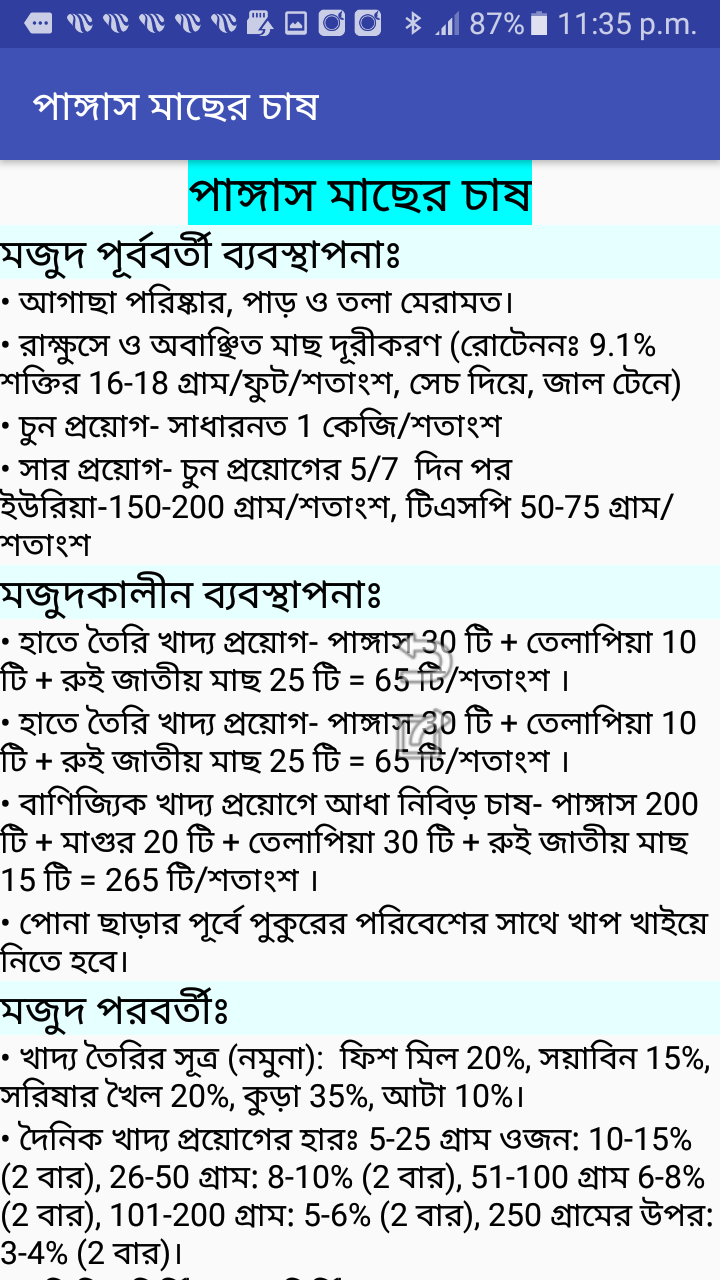 87% 11:35 p.m.
পাঙ্গাস মাছের চাষ
পাঙ্গাস মাছের চাষ
মজুদ পূর্ববর্তী ব্যবস্থাপনাঃ
• আগাছা পরিষ্কার, পাড় ও তলা মেরামত।
• রাক্ষুসে ও অবাঞ্ছিত মাছ দূরীকরণ (রোটেননঃ 9.1%
শক্তির 16-18 গ্রাম/ফুট/শতাংশ, সেচ দিয়ে, জাল টেনে)
• চুন প্রয়োগ- সাধারনত 1 কেজি/শতাংশ
• সার প্রয়োগ- চুন প্রয়োগের 5/7 দিন পর
ইউরিয়া-150-200 গ্রাম/শতাংশ, টিএসপি 50-75 গ্রাম/
শতাংশ
মজুদকালীন ব্যবস্থাপনাঃ
• হাতে তৈরি খাদ্য প্রয়োগ- পাঙ্গাস 30 টি + তেলাপিয়া 10
টি + রুই জাতীয় মাছ 25 টি = 65 টি/শতাংশ ।
• হাতে তৈরি খাদ্য প্রয়োগ- পাঙ্গাস 30 টি + তেলাপিয়া 10
টি + রুই জাতীয় মাছ 25 টি = 65 টি/শতাংশ ।
• বাণিজ্যিক খাদ্য প্রয়োগে আধা নিবিড় চাষ- পাঙ্গাস 200
টি + মাগুর 20 টি + তেলাপিয়া 30 টি + রুই জাতীয় মাছ
15 টি = 265 টি/শতাংশ ।
• পোনা ছাড়ার পূর্বে পুকুরের পরিবেশের সাথে খাপ খাইয়ে
নিতে হবে।
মজুদ পরবর্তীঃ
• খাদ্য তৈরির সূত্র (নমুনা): ফিশ মিল 20%, সয়াবিন 15%,
সরিষার খৈল 20%, কুড়া 35%, আটা 10%।
• দৈনিক খাদ্য প্রয়োগের হারঃ 5-25 গ্রাম ওজন: 10-15%
(2 বার), 26-50 গ্রাম: 8-10% (2 বার), 51-100 গ্রাম 6-8%
(2 বার), 101-200 গ্রাম: 5-6% (2 বার), 250 গ্রামের উপর:
3-4% (2 বার)।